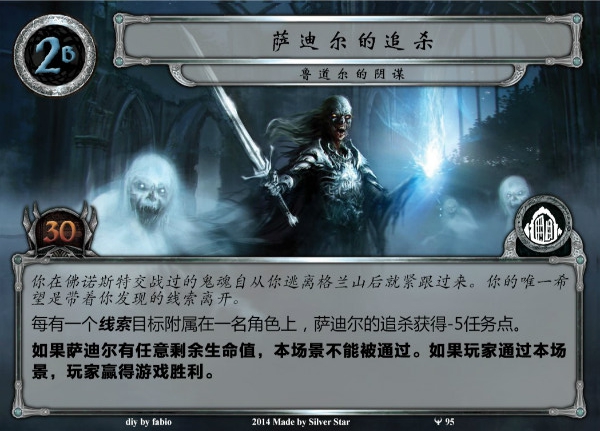 2B
萨迪尔的追杀
鲁道尔的阴谋
30
你在佛诺斯特交战过的鬼魂自从你逃离格兰山后就紧跟过来。你的唯一希
望是带着你发现的线索离开。
每有一个线索目标附属在一名角色上，萨迪尔的追杀获得-5任务点。
如果萨迪尔有任意剩余生命值，本场景不能被通过。如果玩家通过本场
景，玩家赢得游戏胜利。
diy by fabio 2014 Made by Silver Star 95